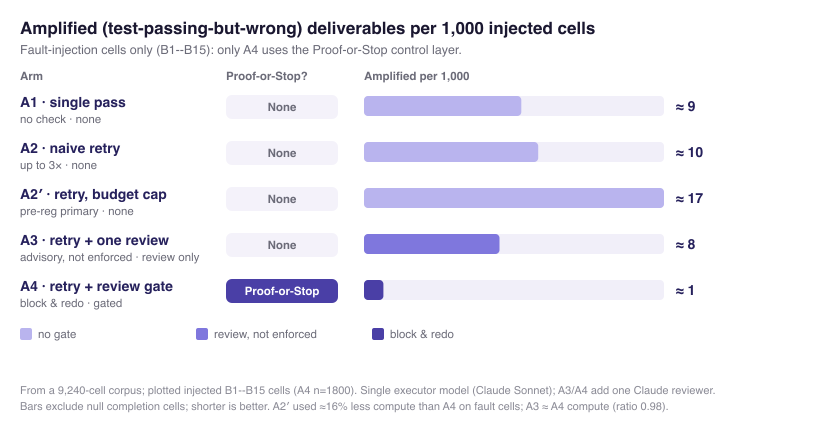 Amplified (test-passing-but-wrong) deliverables per 1,000 injected cells
Fault-injection cells only (B1--B15): only A4 uses the Proof-or-Stop control layer.
Arm Proof-or-Stop? Amplified per 1,000
A1 · single pass None ≈ 9
no check · none
A2 · naive retry None ≈ 10
up to 3× · none
A2′ · retry, budget cap None ≈ 17
pre-reg primary · none
A3 · retry + one review None ≈ 8
advisory, not enforced · review only
A4 · retry + review gate Proof-or-Stop ≈ 1
block & redo · gated
no gate review, not enforced block & redo
From a 9,240-cell corpus; plotted injected B1--B15 cells (A4 n=1800). Single executor model (Claude Sonnet); A3/A4 add one Claude reviewer.
Bars exclude null completion cells; shorter is better. A2′ used ≈16% less compute than A4 on fault cells; A3 ≈ A4 compute (ratio 0.98).